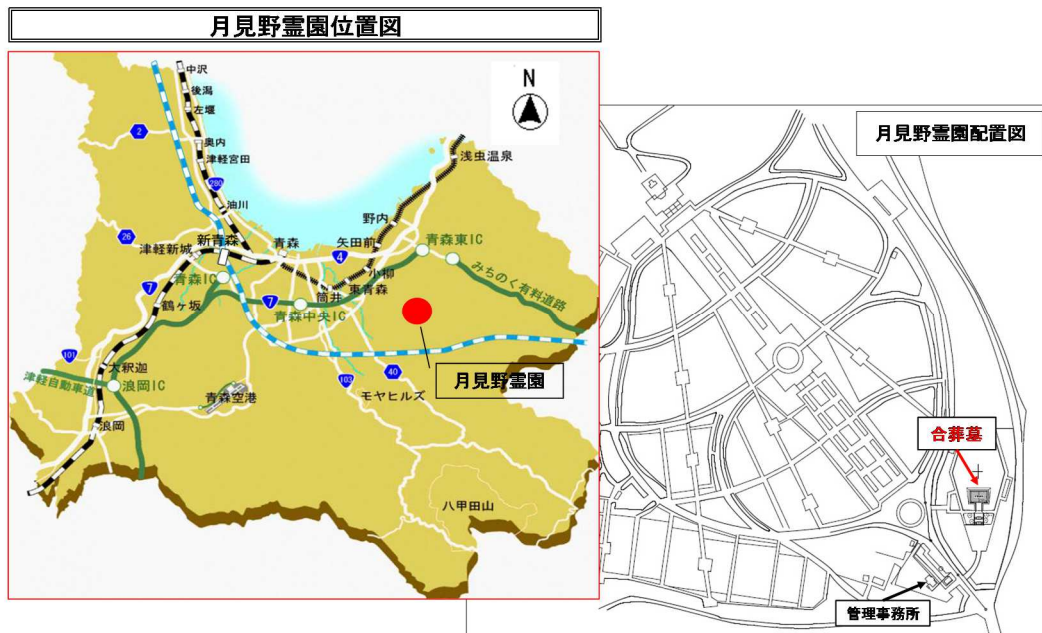 月見野霊園位置図
N
中沢
後潟
左堰
2
奥内
津軽宮田
280
油川
浅虫温泉
野内
26
津軽新城
新青森
青森
矢田前
青森東IC
4
小柳
みちのく有料道路
青森IC
7
7
筒井
東青森
鶴ヶ坂
青森中央IC
月見野霊園
101
大釈迦
津軽自動車道
浪岡IC
青森空港
103
40
モヤヒルズ
浪岡
八甲田山
月見野霊園配置図
合葬墓
管理事務所